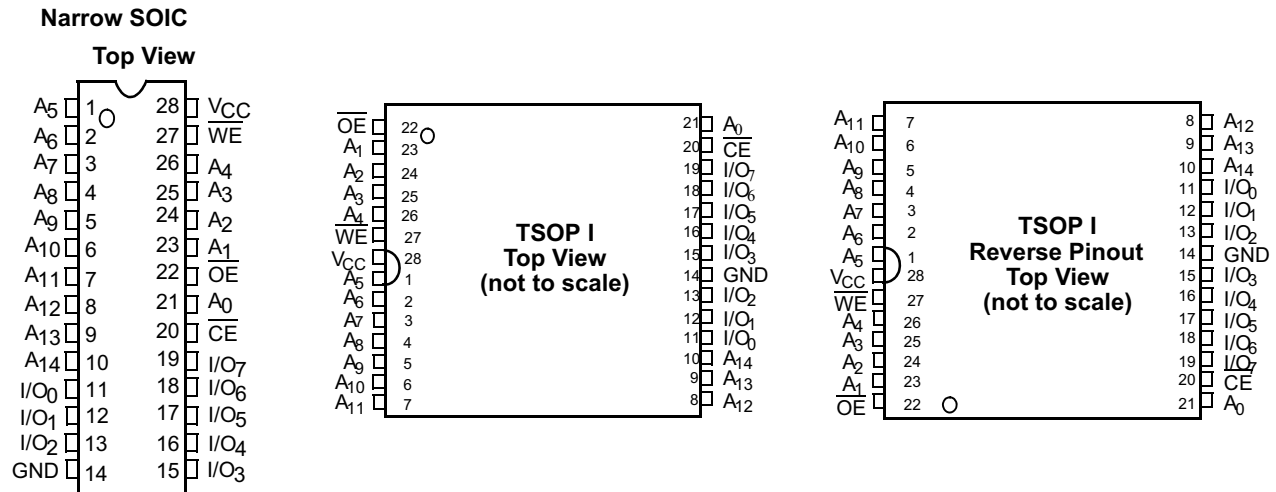 Narrow SOIC
Top View
A5 1 28 VCC
A6 2 27 WE
A7 3 26 A4
A8 4 25 A3
A9 5 24 A2
A10 6 23 A1
A11 7 22 OE
A12 8 21 A0
A13 9 20 CE
A14 10 19 I/O7
I/O0 11 18 I/O6
I/O1 12 17 I/O5
I/O2 13 16 I/O4
GND 14 15 I/O3
OE 22 21 A0
A1 23 20 CE
A2 24 19 I/O7
A3 25 18 I/O6
A4 26 17 I/O5
WE 27 16 I/O4
VCC 28 15 I/O3
A5 1 14 GND
A6 2 13 I/O2
A7 3 12 I/O1
A8 4 11 I/O0
A9 5 10 A14
A10 6 9 A13
A11 7 8 A12
TSOP I
Top View
(not to scale)
A11 7 8 A12
A10 6 9 A13
A9 5 10 A14
A8 4 11 I/O0
A7 3 12 I/O1
A6 2 13 I/O2
A5 1 14 GND
VCC 28 15 I/O3
WE 27 16 I/O4
A4 26 17 I/O5
A3 25 18 I/O6
A2 24 19 I/O7
A1 23 20 CE
OE 22 21 A0
TSOP I
Reverse Pinout
Top View
(not to scale)